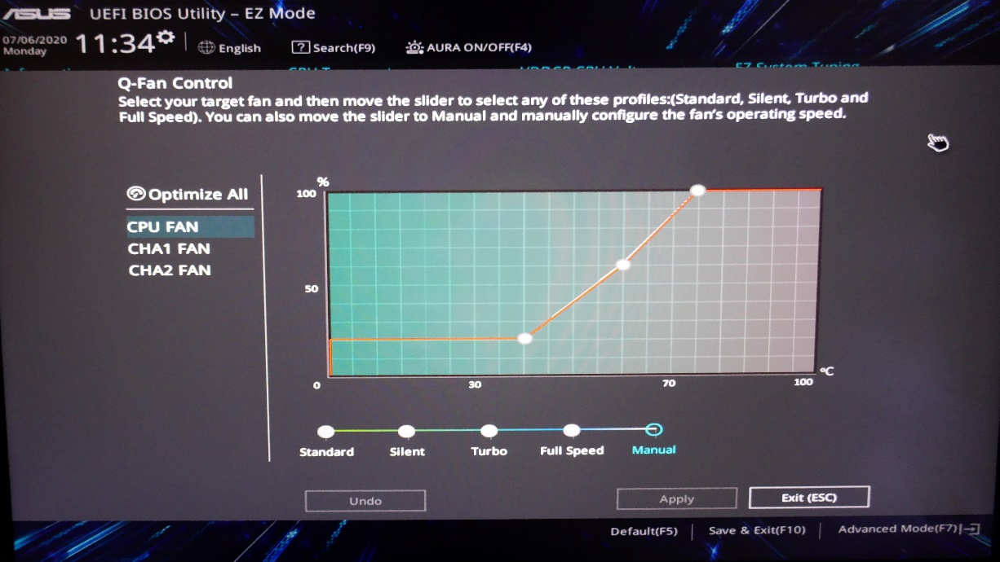 ASUS UEFI BIOS Utility – EZ Mode
07/06/2020
Monday
11:34
English
Search(F9)
AURA ON/OFF(F4)
EZ System Tuning
Q-Fan Control
Select your target fan and then move the slider to select any of these profiles:(Standard, Silent, Turbo and
Full Speed). You can also move the slider to Manual and manually configure the fan's operating speed.
Optimize All
CPU FAN
CHA1 FAN
CHA2 FAN
%
100
50
0
30
70
100
°C
Standard
Silent
Turbo
Full Speed
Manual
Undo
Apply
Exit (ESC)
Default(F5)
Save & Exit(F10)
Advanced Mode(F7)